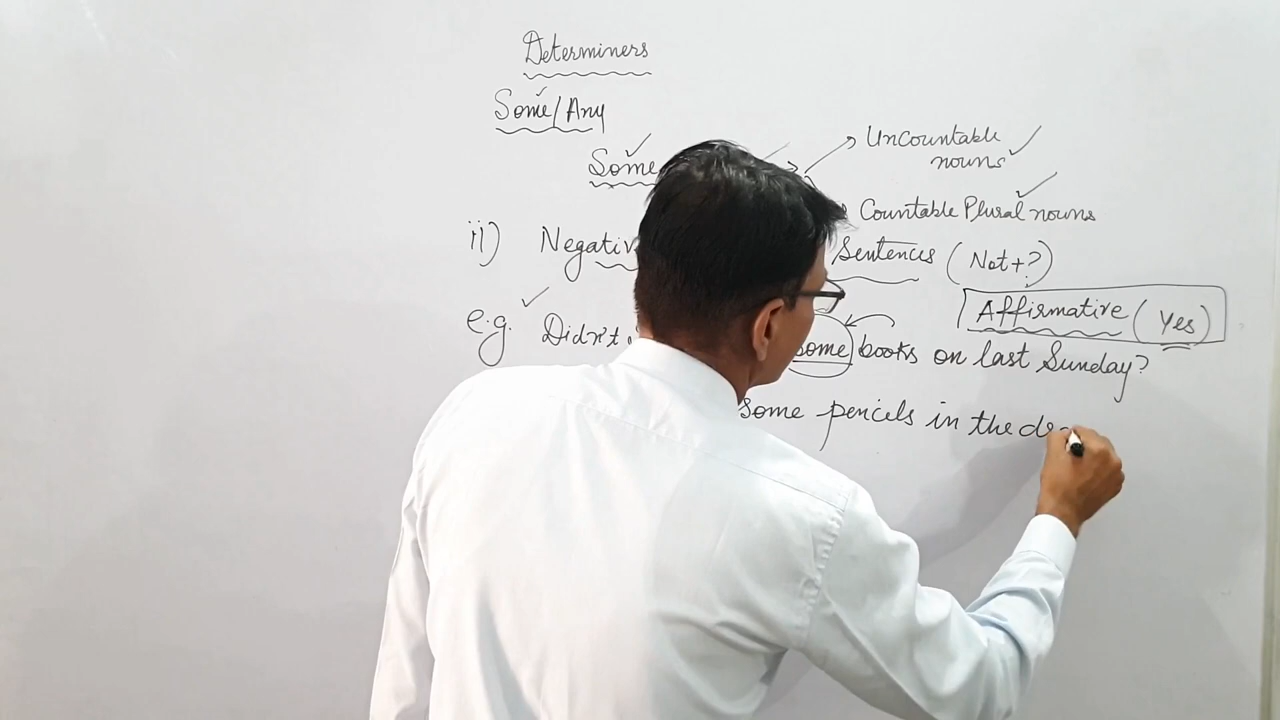 Determiners
Some/Any
Some
Uncountable
nouns
Countable Plural nouns
ii) Negativ Sentences (Not+?)
Affirmative (Yes)
e.g. Didn't some books on last Sunday?
some pencils in the de